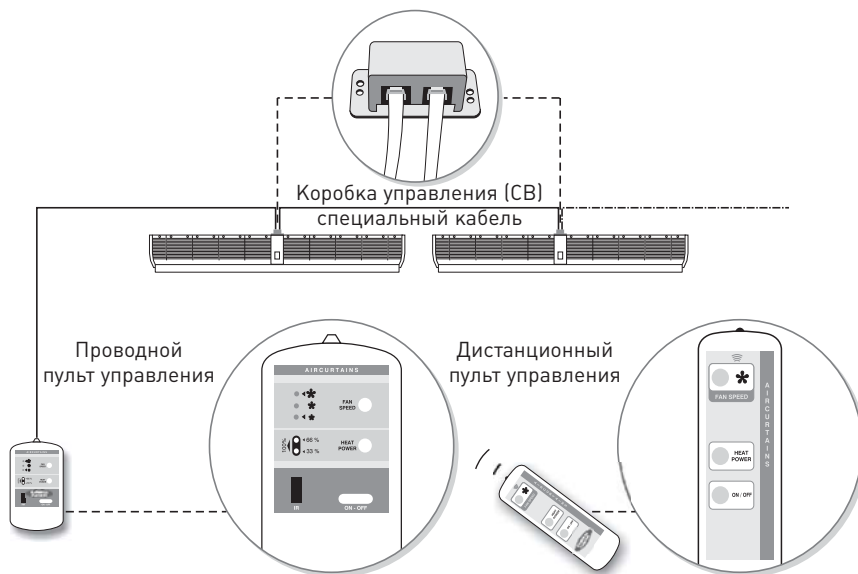 Коробка управления (СВ)
специальный кабель
Проводной
пульт управления
AIRCURTAINS
FAN
SPEED
100%
66 %
33 %
HEAT
POWER
IR
ON - OFF
Дистанционный
пульт управления
FAN SPEED
HEAT
POWER
ON / OFF
AIRCURTAINS